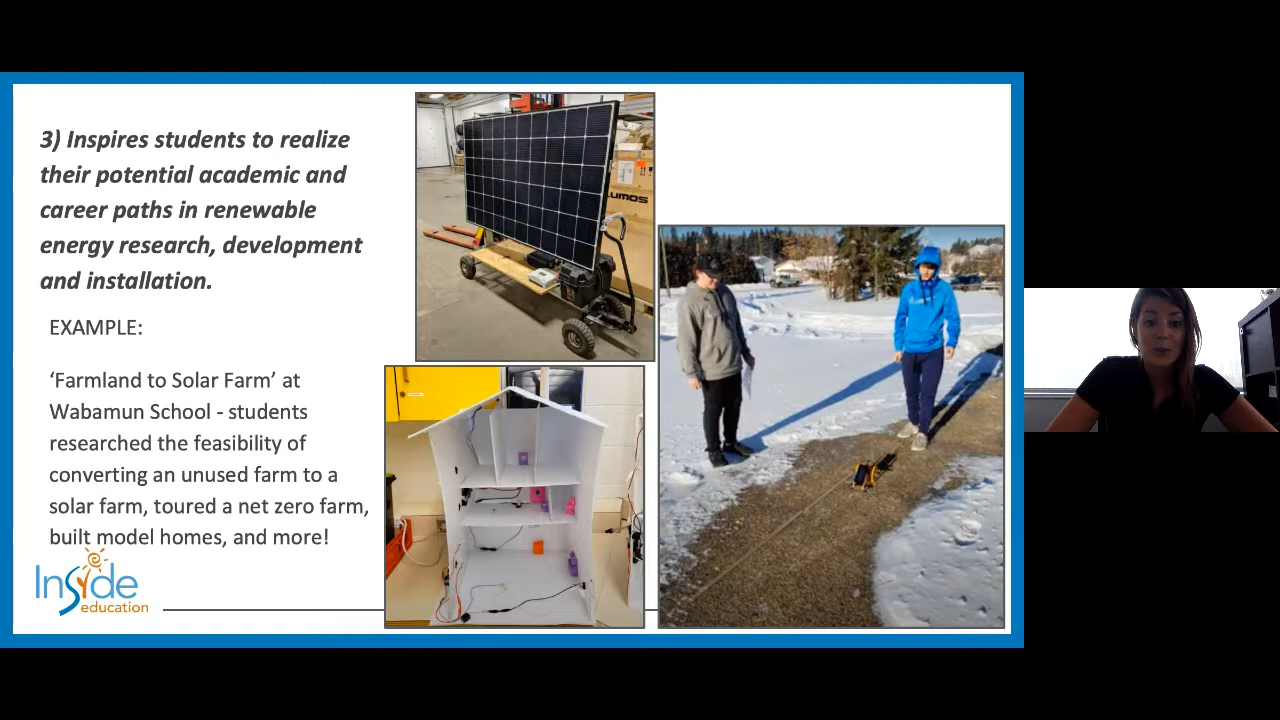 3) Inspires students to realize
their potential academic and
career paths in renewable
energy research, development
and installation.
EXAMPLE:
‘Farmland to Solar Farm’ at
Wabamun School - students
researched the feasibility of
converting an unused farm to a
solar farm, toured a net zero farm,
built model homes, and more!
Inside
education
LUMOS